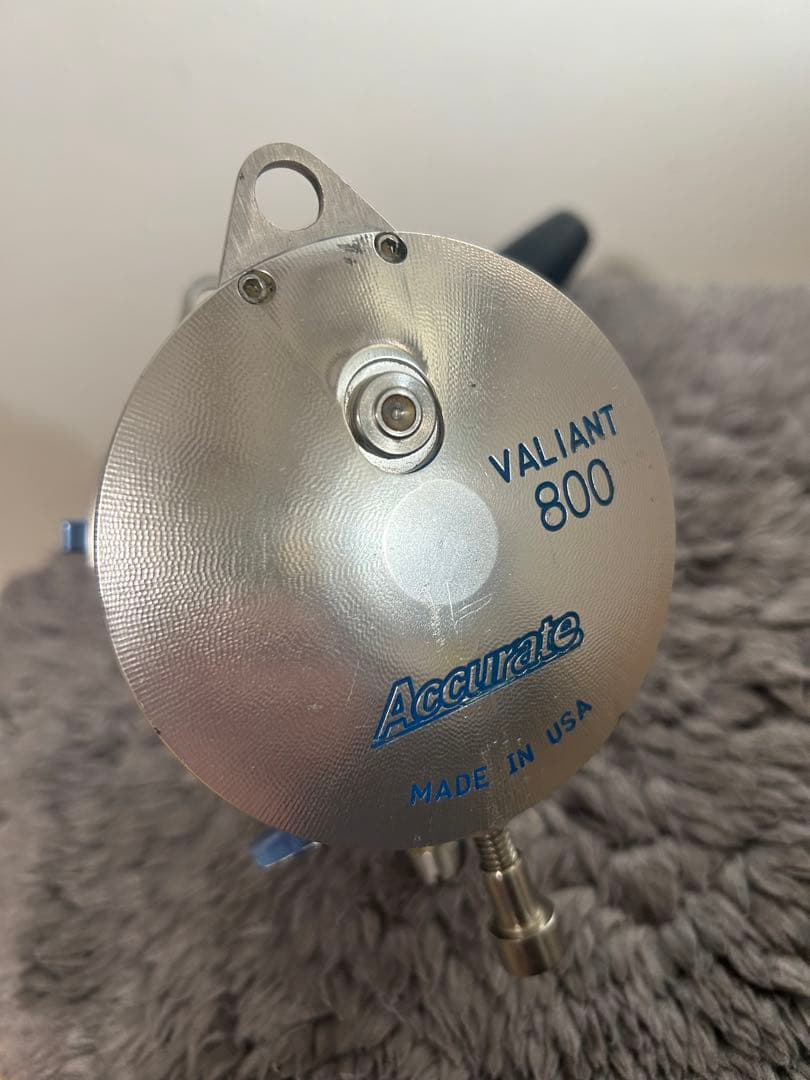 VALIANT
800
Accurate
MADE IN USA